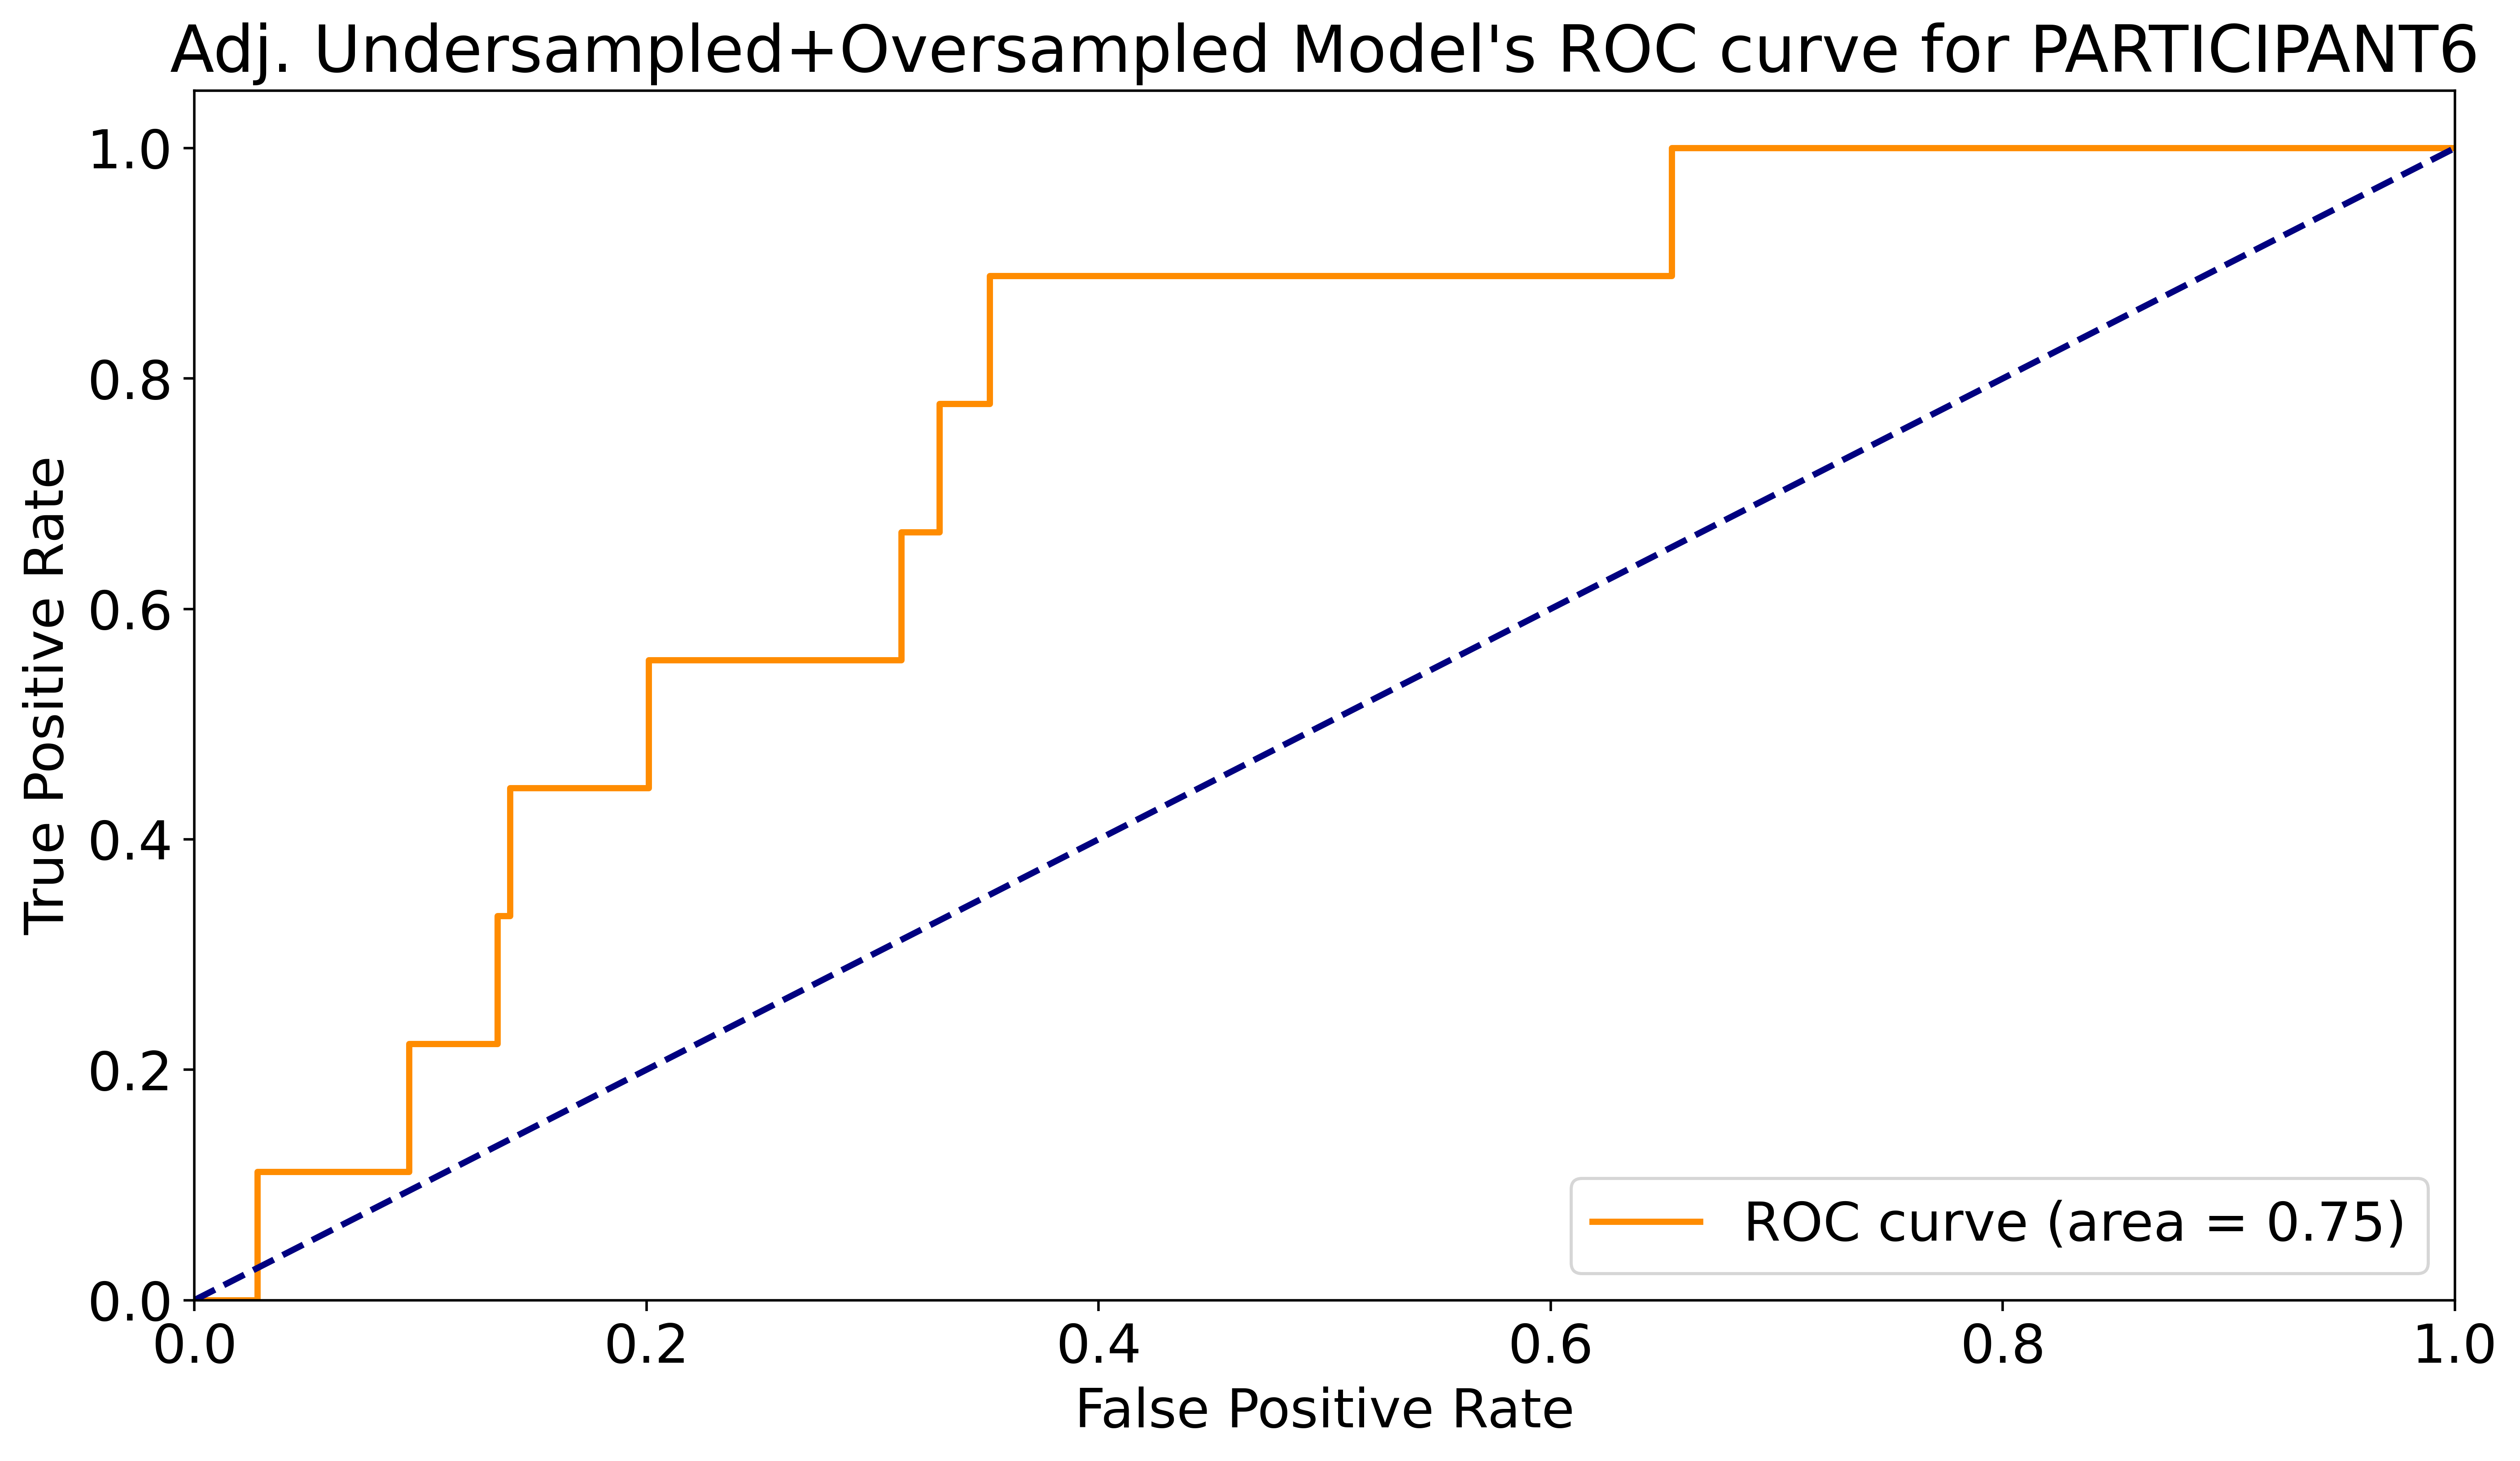 Adj. Undersampled+Oversampled Model's ROC curve for PARTICIPANT6
True Positive Rate
1.0
0.8
0.6
0.4
0.2
0.0
0.0 0.2 0.4 0.6 0.8 1.0
False Positive Rate
ROC curve (area = 0.75)